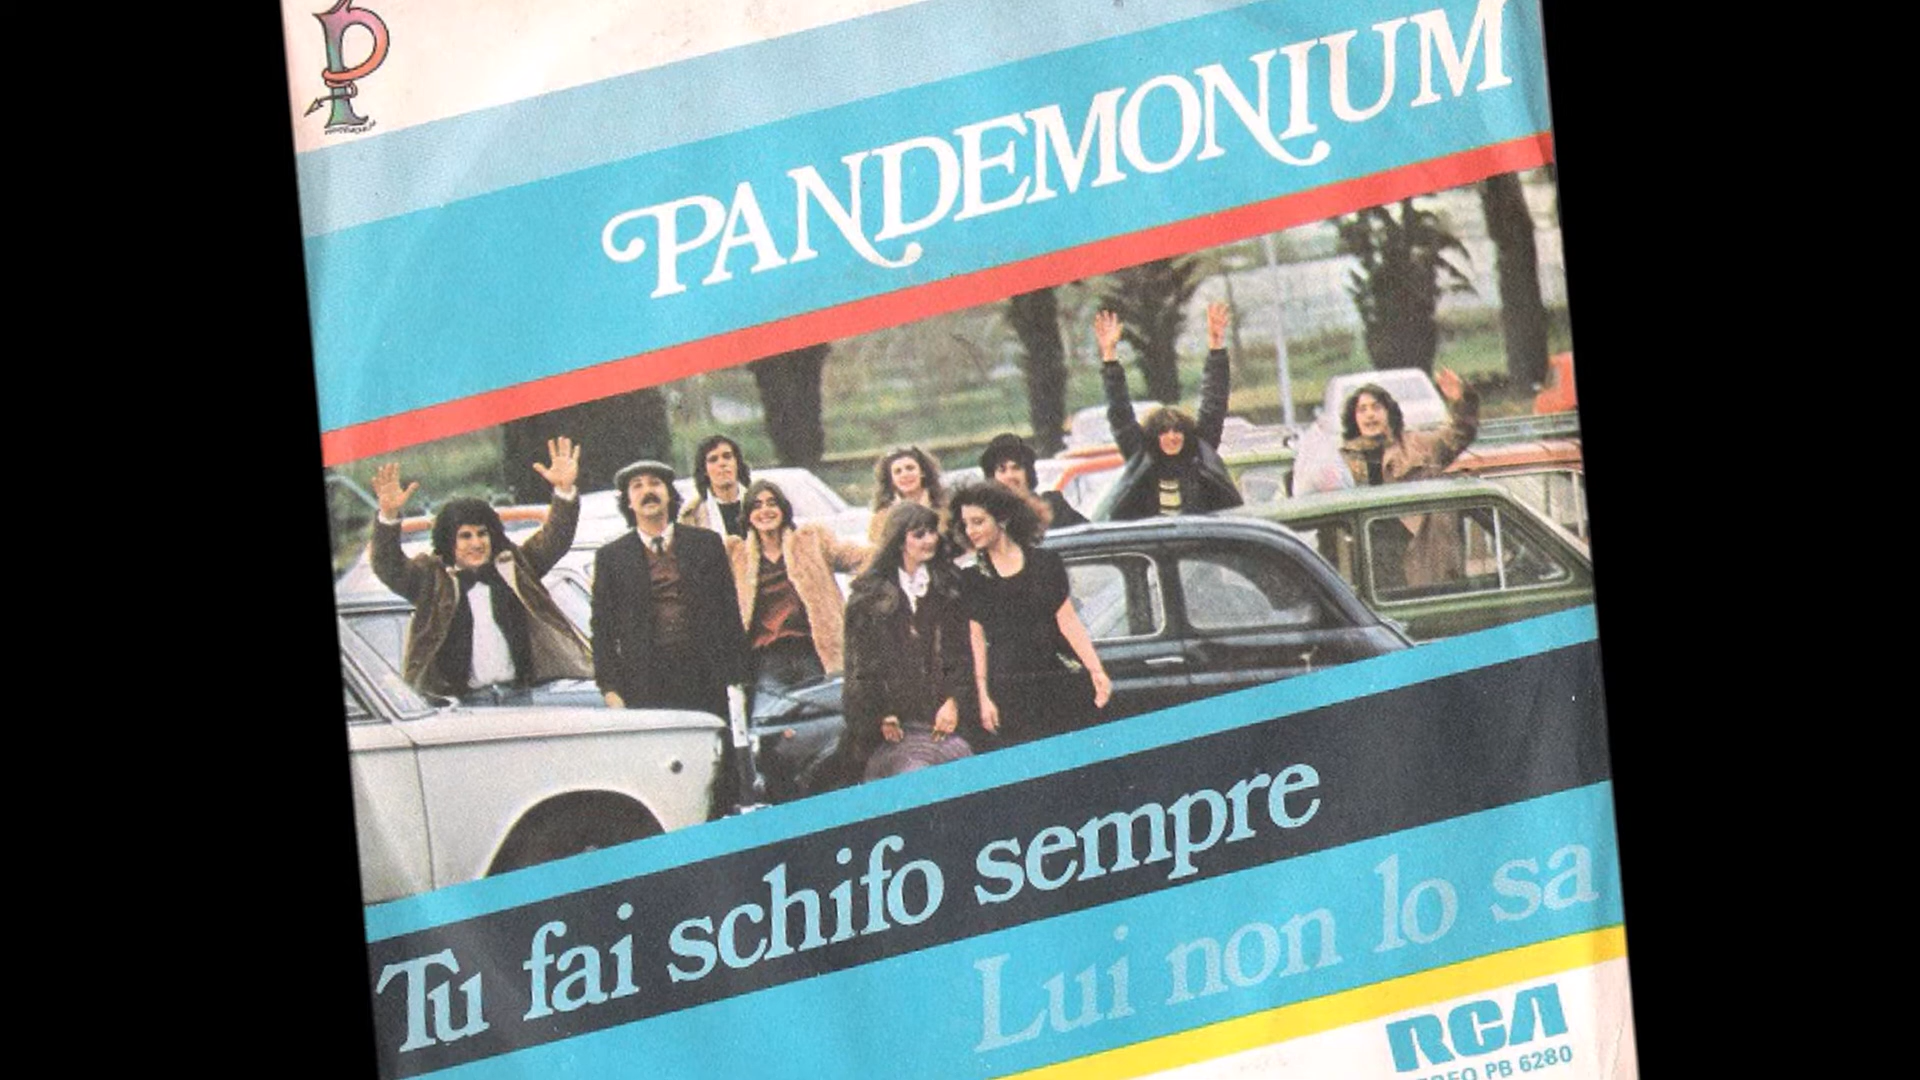 PANDEMONIUM
Tu fai schifo sempre
Lui non lo sa
RCA
PB 6280